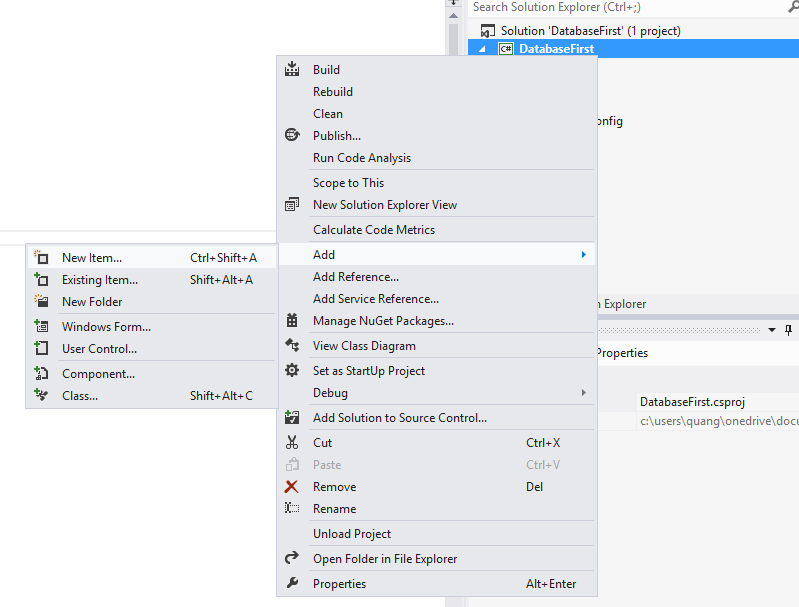 Search Solution Explorer (Ctrl+;)
Solution 'DatabaseFirst' (1 project)
C# DatabaseFirst
Build
Rebuild
Clean
Publish...
Run Code Analysis
Scope to This
New Solution Explorer View
Calculate Code Metrics
Add
Add Reference...
Add Service Reference...
Manage NuGet Packages...
View Class Diagram
Set as StartUp Project
Debug
Add Solution to Source Control...
Cut Ctrl+X
Paste Ctrl+V
Remove Del
Rename
Unload Project
Open Folder in File Explorer
Properties Alt+Enter
New Item... Ctrl+Shift+A
Existing Item... Shift+Alt+A
New Folder
Windows Form...
User Control...
Component...
Class... Shift+Alt+C
onfig
Explorer
Properties
DatabaseFirst.csproj
c:\users\quang\onedrive\docu